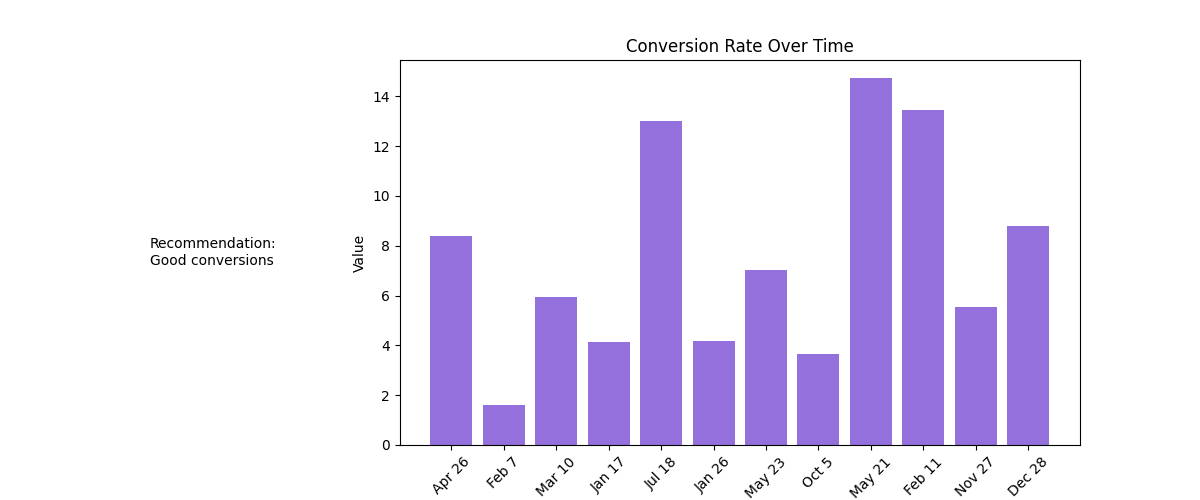 Conversion Rate Over Time
Recommendation:
Good conversions
Value
14
12
10
8
6
4
2
0
Apr 26
Feb 7
Mar 10
Jan 17
Jul 18
Jan 26
May 23
Oct 5
May 21
Feb 11
Nov 27
Dec 28